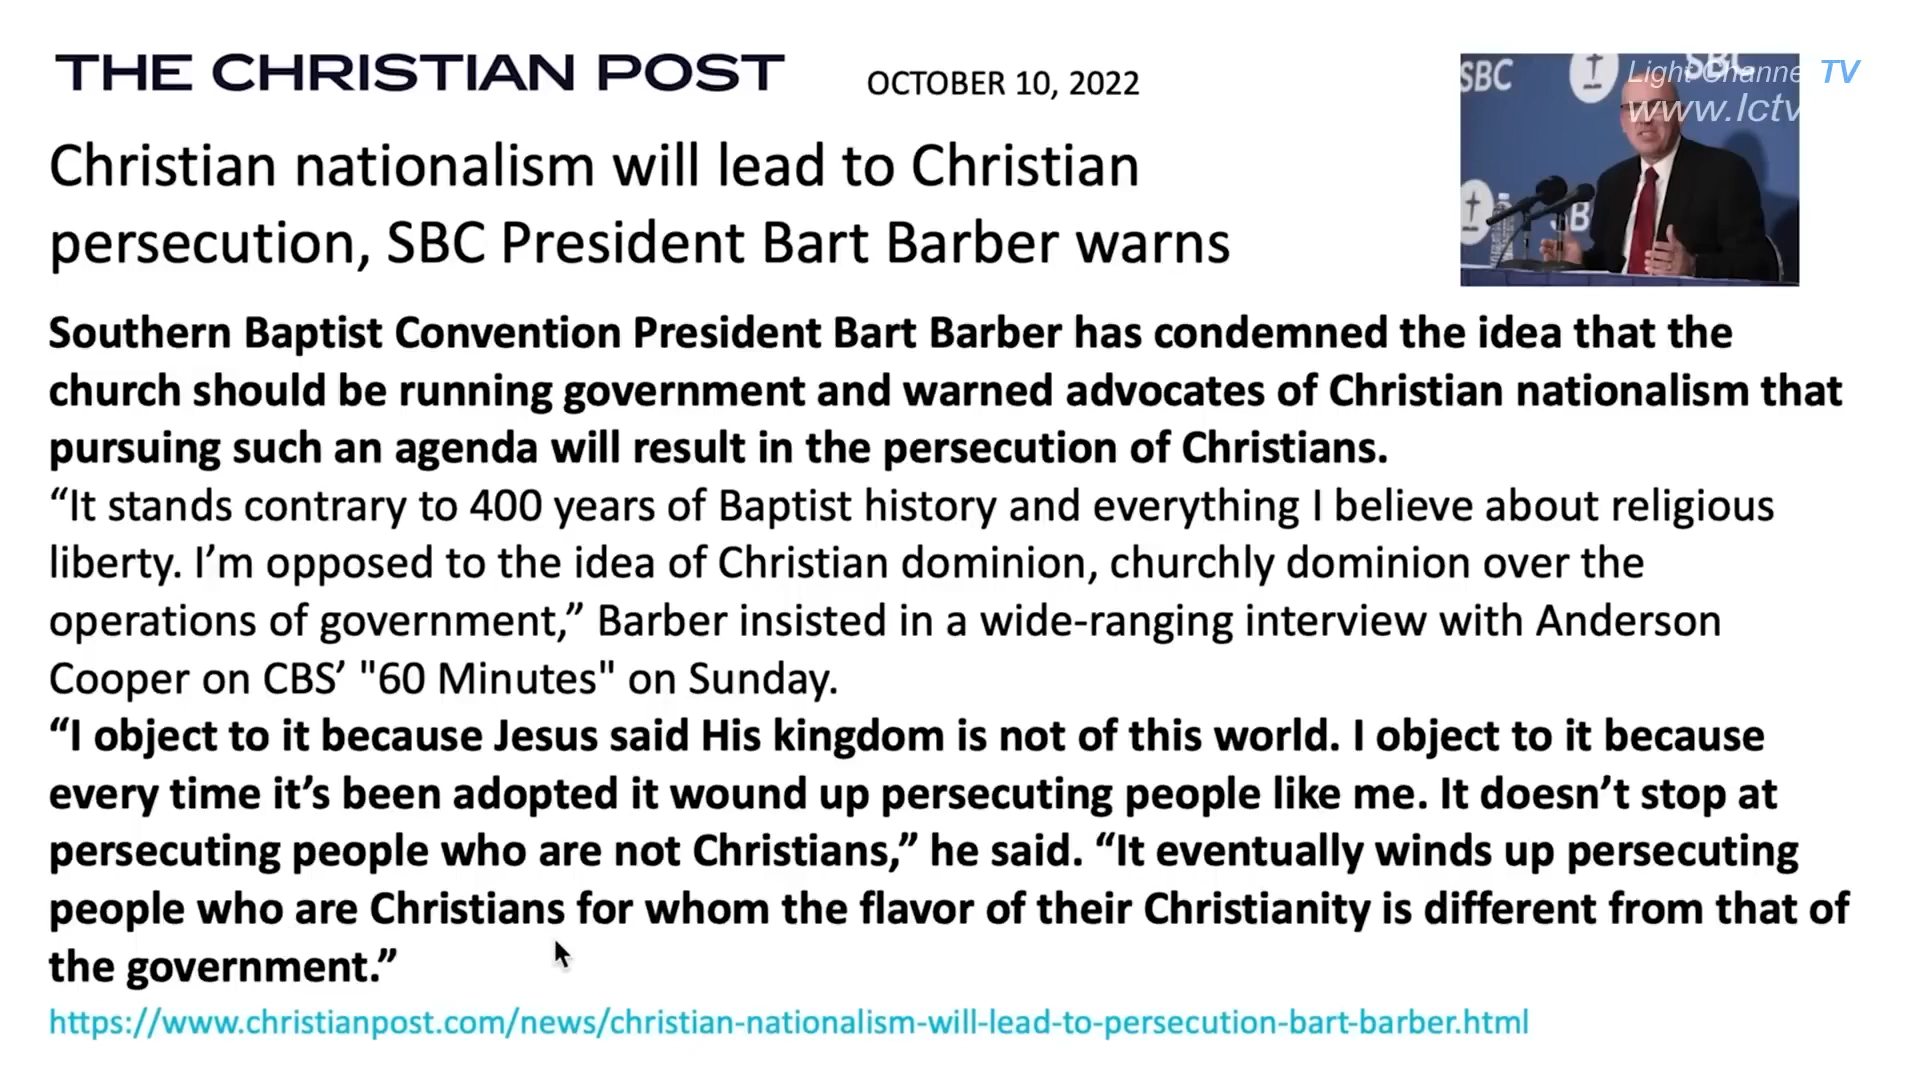 THE CHRISTIAN POST
OCTOBER 10, 2022
SBC
SBC
Light Channel TV
www.lctv
SB
Christian nationalism will lead to Christian
persecution, SBC President Bart Barber warns
Southern Baptist Convention President Bart Barber has condemned the idea that the
church should be running government and warned advocates of Christian nationalism that
pursuing such an agenda will result in the persecution of Christians.
“It stands contrary to 400 years of Baptist history and everything I believe about religious
liberty. I’m opposed to the idea of Christian dominion, churchly dominion over the
operations of government,” Barber insisted in a wide-ranging interview with Anderson
Cooper on CBS’ "60 Minutes" on Sunday.
“I object to it because Jesus said His kingdom is not of this world. I object to it because
every time it’s been adopted it wound up persecuting people like me. It doesn’t stop at
persecuting people who are not Christians,” he said. “It eventually winds up persecuting
people who are Christians for whom the flavor of their Christianity is different from that of
the government.”
https://www.christianpost.com/news/christian-nationalism-will-lead-to-persecution-bart-barber.html